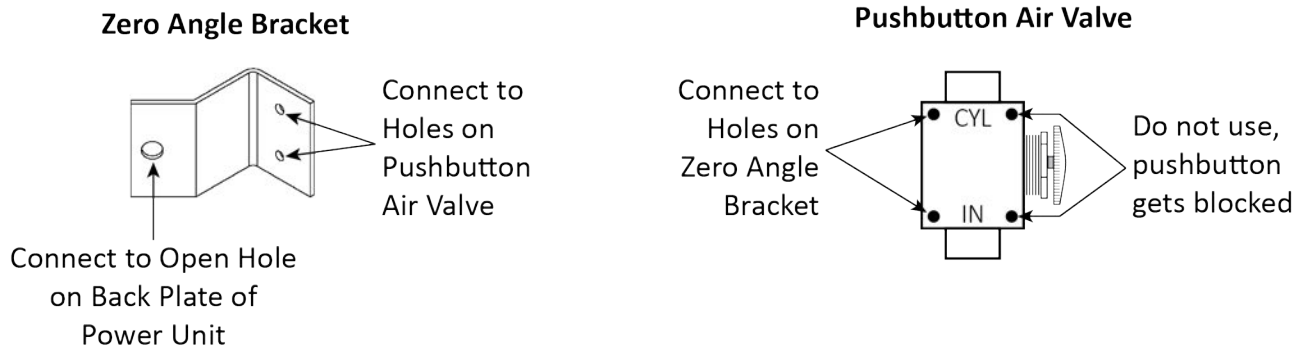 Zero Angle Bracket
Connect to
Holes on
Pushbutton
Air Valve
Connect to Open Hole
on Back Plate of
Power Unit
Pushbutton Air Valve
Connect to
Holes on
Zero Angle
Bracket
CYL
IN
Do not use,
pushbutton
gets blocked